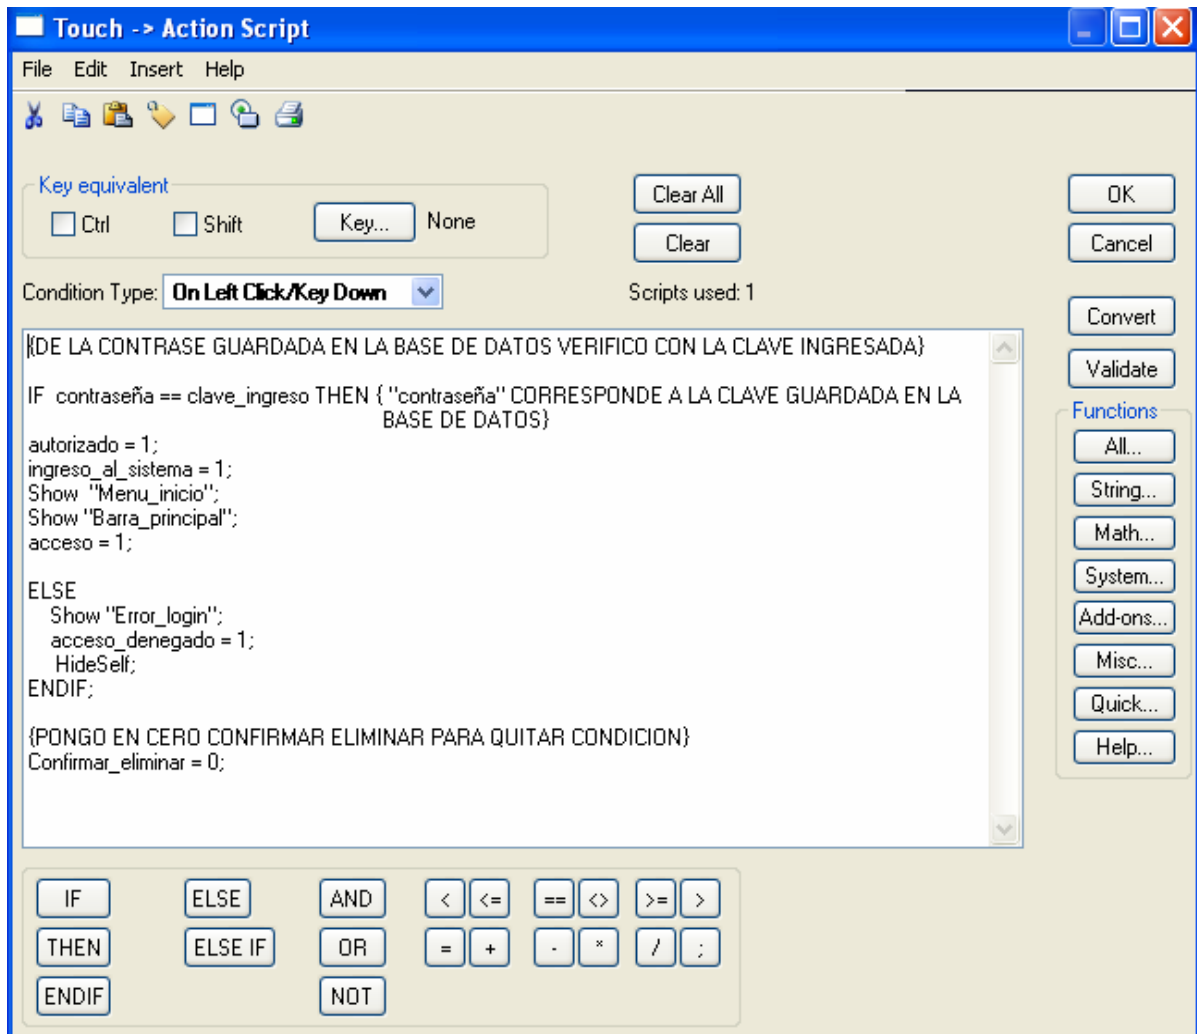 Touch -> Action Script
File Edit Insert Help
Key equivalent
Ctrl Shift Key... None
Clear All
Clear
OK
Cancel
Condition Type: On Left Click/Key Down
Scripts used: 1
Convert
Validate
{DE LA CONTRASE GUARDADA EN LA BASE DE DATOS VERIFICO CON LA CLAVE INGRESADA}
IF contraseña == clave_ingreso THEN { "contraseña" CORRESPONDE A LA CLAVE GUARDADA EN LA
BASE DE DATOS}
autorizado = 1;
ingreso_al_sistema = 1;
Show "Menu_inicio";
Show "Barra_principal";
acceso = 1;
ELSE
Show "Error_login";
acceso_denegado = 1;
HideSelf;
ENDIF;
{PONGO EN CERO CONFIRMAR ELIMINAR PARA QUITAR CONDICION}
Confirmar_eliminar = 0;
Functions
All...
String...
Math...
System...
Add-ons...
Misc...
Quick...
Help...
IF ELSE AND < <= == <> >= >
THEN ELSE IF OR = + - * / ;
ENDIF NOT